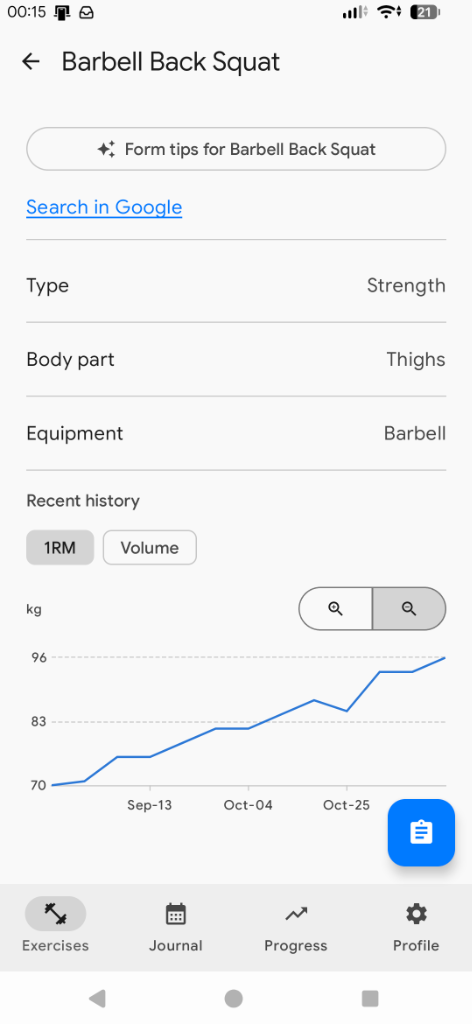 00:15
21
Barbell Back Squat
Form tips for Barbell Back Squat
Search in Google
Type Strength
Body part Thighs
Equipment Barbell
Recent history
1RM Volume
kg
96
83
70
Sep-13 Oct-04 Oct-25
Exercises Journal Progress Profile